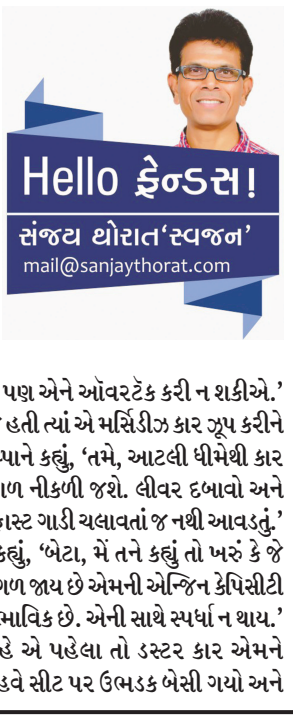 Hello ફ્રેન્ડસ!
સંજય થોરાત‘સ્વજન’
mail@sanjaythorat.com
પણ એને ઑવરટૅક કરી ન શકીએ.’
હતી ત્યાં એ મર્સિડીઝ કાર ઝૂપ કરીને
પાને કહ્યું, ‘તમે, આટલી ધીમેથી કાર
ળ નીકળી જશે. લીવર દબાવો અને
કાસ્ટ ગાડી ચલાવતાં જ નથી આવડતું.’
કહ્યું, ‘બેટા, મેં તને કહ્યું તો ખરું કે જે
ગળ જાય છે એમની એન્જિન કેપિસીટી
ભાવિક છે. એની સાથે સ્પર્ધા ન થાય.’
હે એ પહેલા તો ડસ્ટર કાર એમને
હવે સીટ પર ઉભડક બેસી ગયો અને